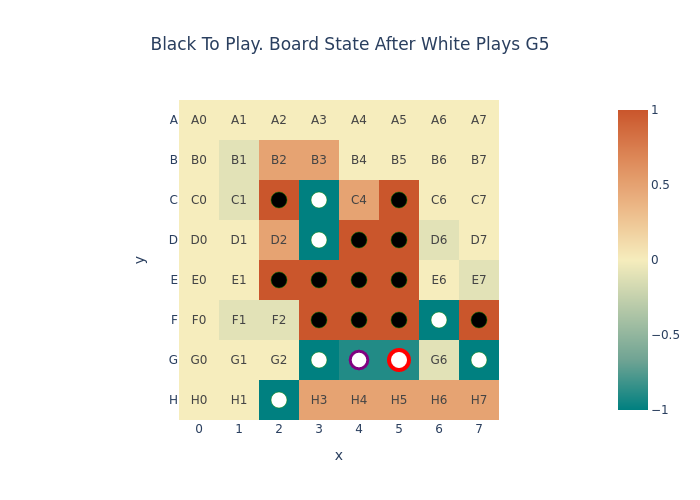 Black To Play. Board State After White Plays G5
A A0 A1 A2 A3 A4 A5 A6 A7
B B0 B1 B2 B3 B4 B5 B6 B7
C C0 C1 C4 C6 C7
D D0 D1 D2 D6 D7
E E0 E1 E6 E7
F F0 F1 F2
G G0 G1 G2 G6
H H0 H1 H3 H4 H5 H6 H7
0 1 2 3 4 5 6 7
x
y
1
0.5
0
−0.5
−1